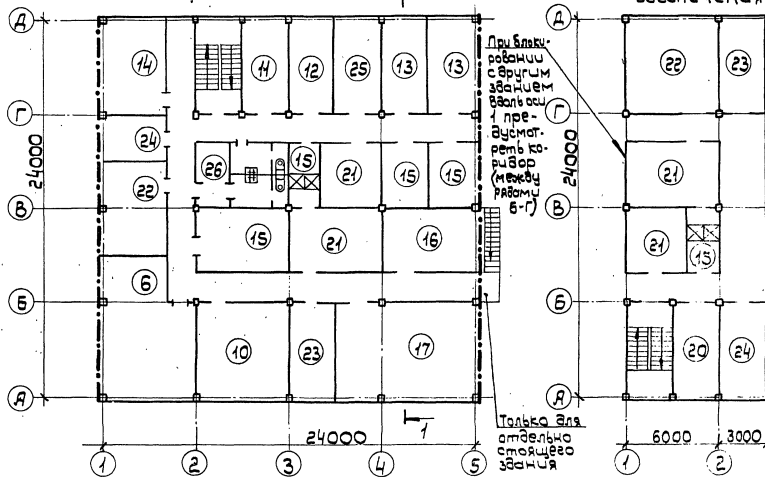 Д
14
11
12
25
13
13
Г
24
26
15
21
15
15
22
24000
В
15
21
16
6
Б
10
23
17
А
24000
1
1
2
3
4
5
При блоки-
ровании
с другим
зданием
вдоль оси
1 пре-
дусмот-
реть ко-
ридор
(между
рядами
Б-Г)
Только для
отдельно
стоящего
здания
Д
22
23
Г
24000
21
В
21
15
Б
20
24
А
6000
3000
1
2